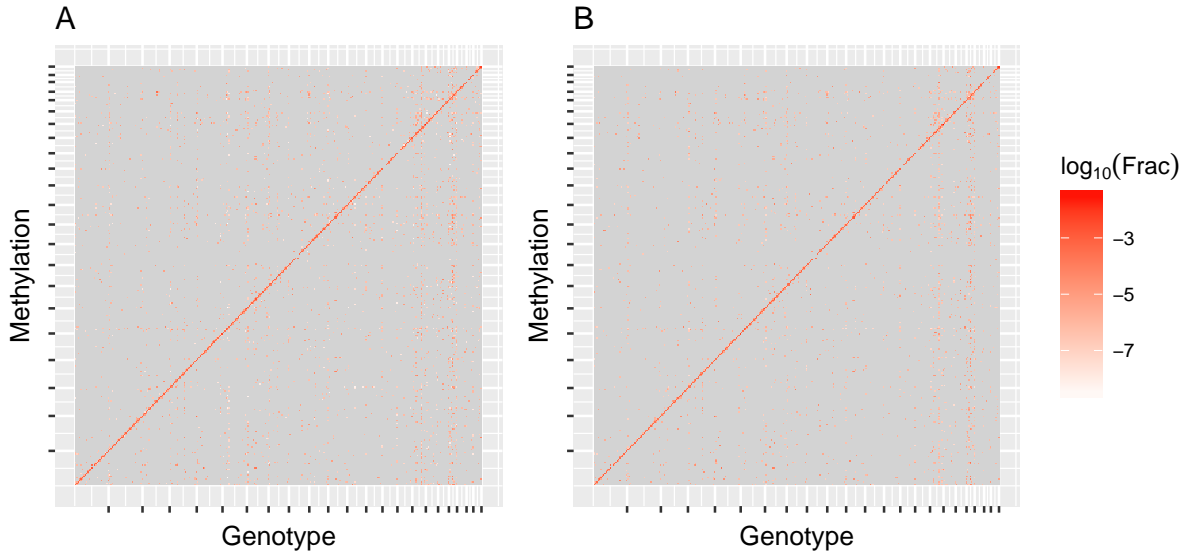 A
B
Methylation
Genotype
Methylation
Genotype
log₁₀(Frac)
−3
−5
−7